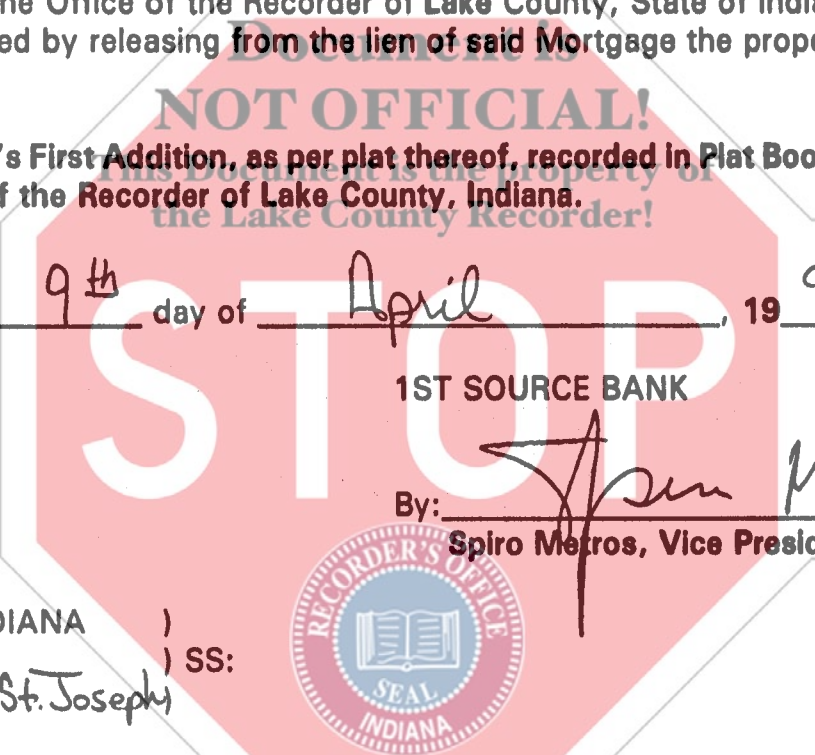 he Office of the Recorder of Lake County, State of India
ed by releasing from the lien of said Mortgage the prope
Document is
NOT OFFICIAL!
's First Addition, as per plat thereof, recorded in Plat Boo
This Document is the property of
f the Recorder of Lake County, Indiana.
the Lake County Recorder!
9th day of April, 19
STOP
1ST SOURCE BANK
By:
Spiro Metros, Vice Presid
RECORDER'S OFFICE
SEAL
INDIANA
DIANA )
) SS:
St. Joseph)